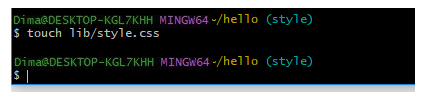 Dima@DESKTOP-KGL7KHH MINGW64 ~/hello (style)
$ touch lib/style.css
Dima@DESKTOP-KGL7KHH MINGW64 ~/hello (style)
$